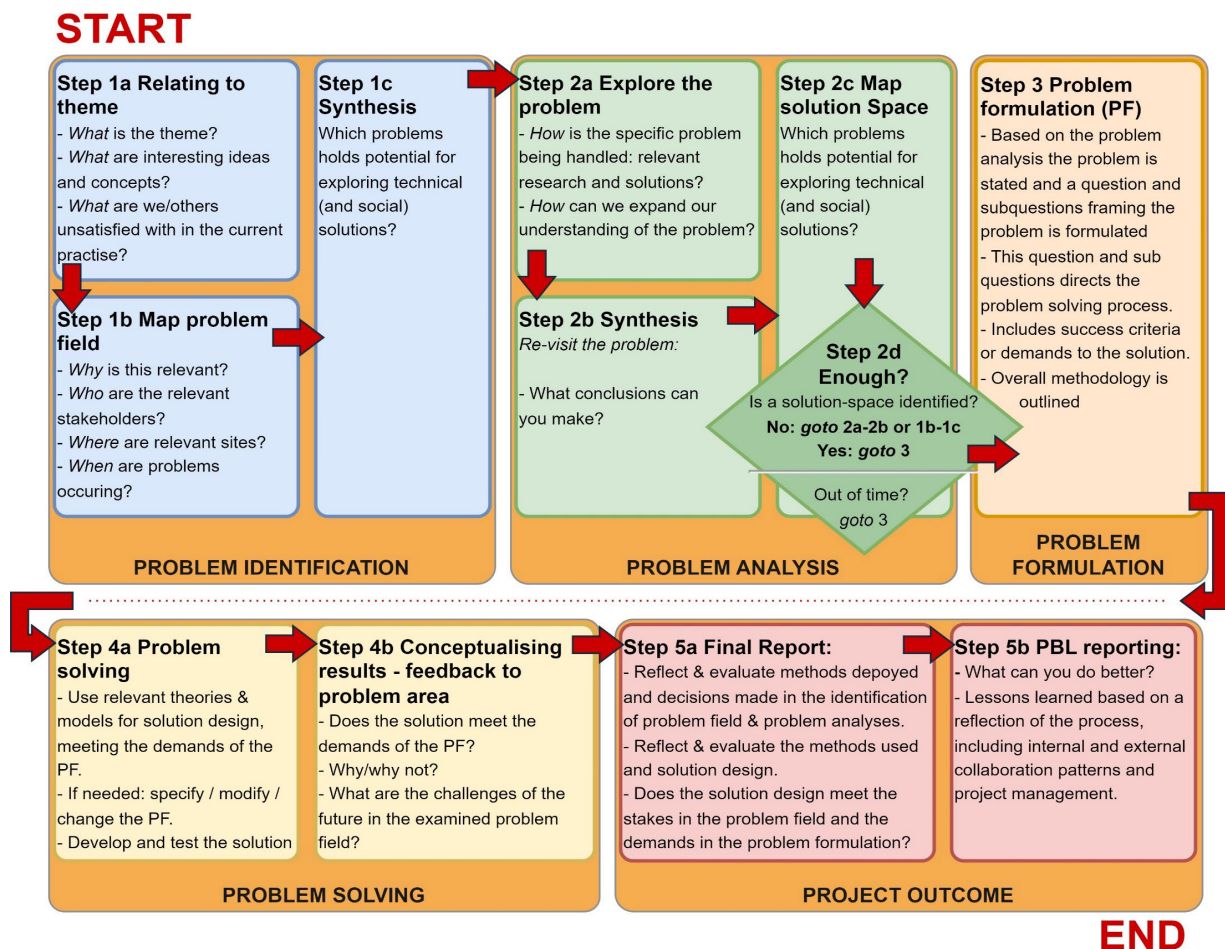 START
Step 1a Relating to
theme
- What is the theme?
- What are interesting ideas
and concepts?
- What are we/others
unsatisfied with in the current
practise?
Step 1b Map problem
field
- Why is this relevant?
- Who are the relevant
stakeholders?
- Where are relevant sites?
- When are problems
occuring?
Step 1c
Synthesis
Which problems
holds potential for
exploring technical
(and social)
solutions?
PROBLEM IDENTIFICATION
Step 2a Explore the
problem
- How is the specific problem
being handled: relevant
research and solutions?
- How can we expand our
understanding of the problem?
Step 2b Synthesis
Re-visit the problem:
- What conclusions can
you make?
Step 2c Map
solution Space
Which problems
holds potential for
exploring technical
(and social)
solutions?
Step 2d
Enough?
Is a solution-space identified?
No: goto 2a-2b or 1b-1c
Yes: goto 3
Out of time?
goto 3
PROBLEM ANALYSIS
Step 3 Problem
formulation (PF)
- Based on the problem
analysis the problem is
stated and a question and
subquestions framing the
problem is formulated
- This question and sub
questions directs the
problem solving process.
- Includes success criteria
or demands to the solution.
- Overall methodology is
outlined
PROBLEM
FORMULATION
Step 4a Problem
solving
- Use relevant theories &
models for solution design,
meeting the demands of the
PF.
- If needed: specify / modify /
change the PF.
- Develop and test the solution
Step 4b Conceptualising
results - feedback to
problem area
- Does the solution meet the
demands of the PF?
- Why/why not?
- What are the challenges of the
future in the examined problem
field?
PROBLEM SOLVING
Step 5a Final Report:
- Reflect & evaluate methods depoyed
and decisions made in the identification
of problem field & problem analyses.
- Reflect & evaluate the methods used
and solution design.
- Does the solution design meet the
stakes in the problem field and the
demands in the problem formulation?
Step 5b PBL reporting:
- What can you do better?
- Lessons learned based on a
reflection of the process,
including internal and external
collaboration patterns and
project management.
PROJECT OUTCOME
END